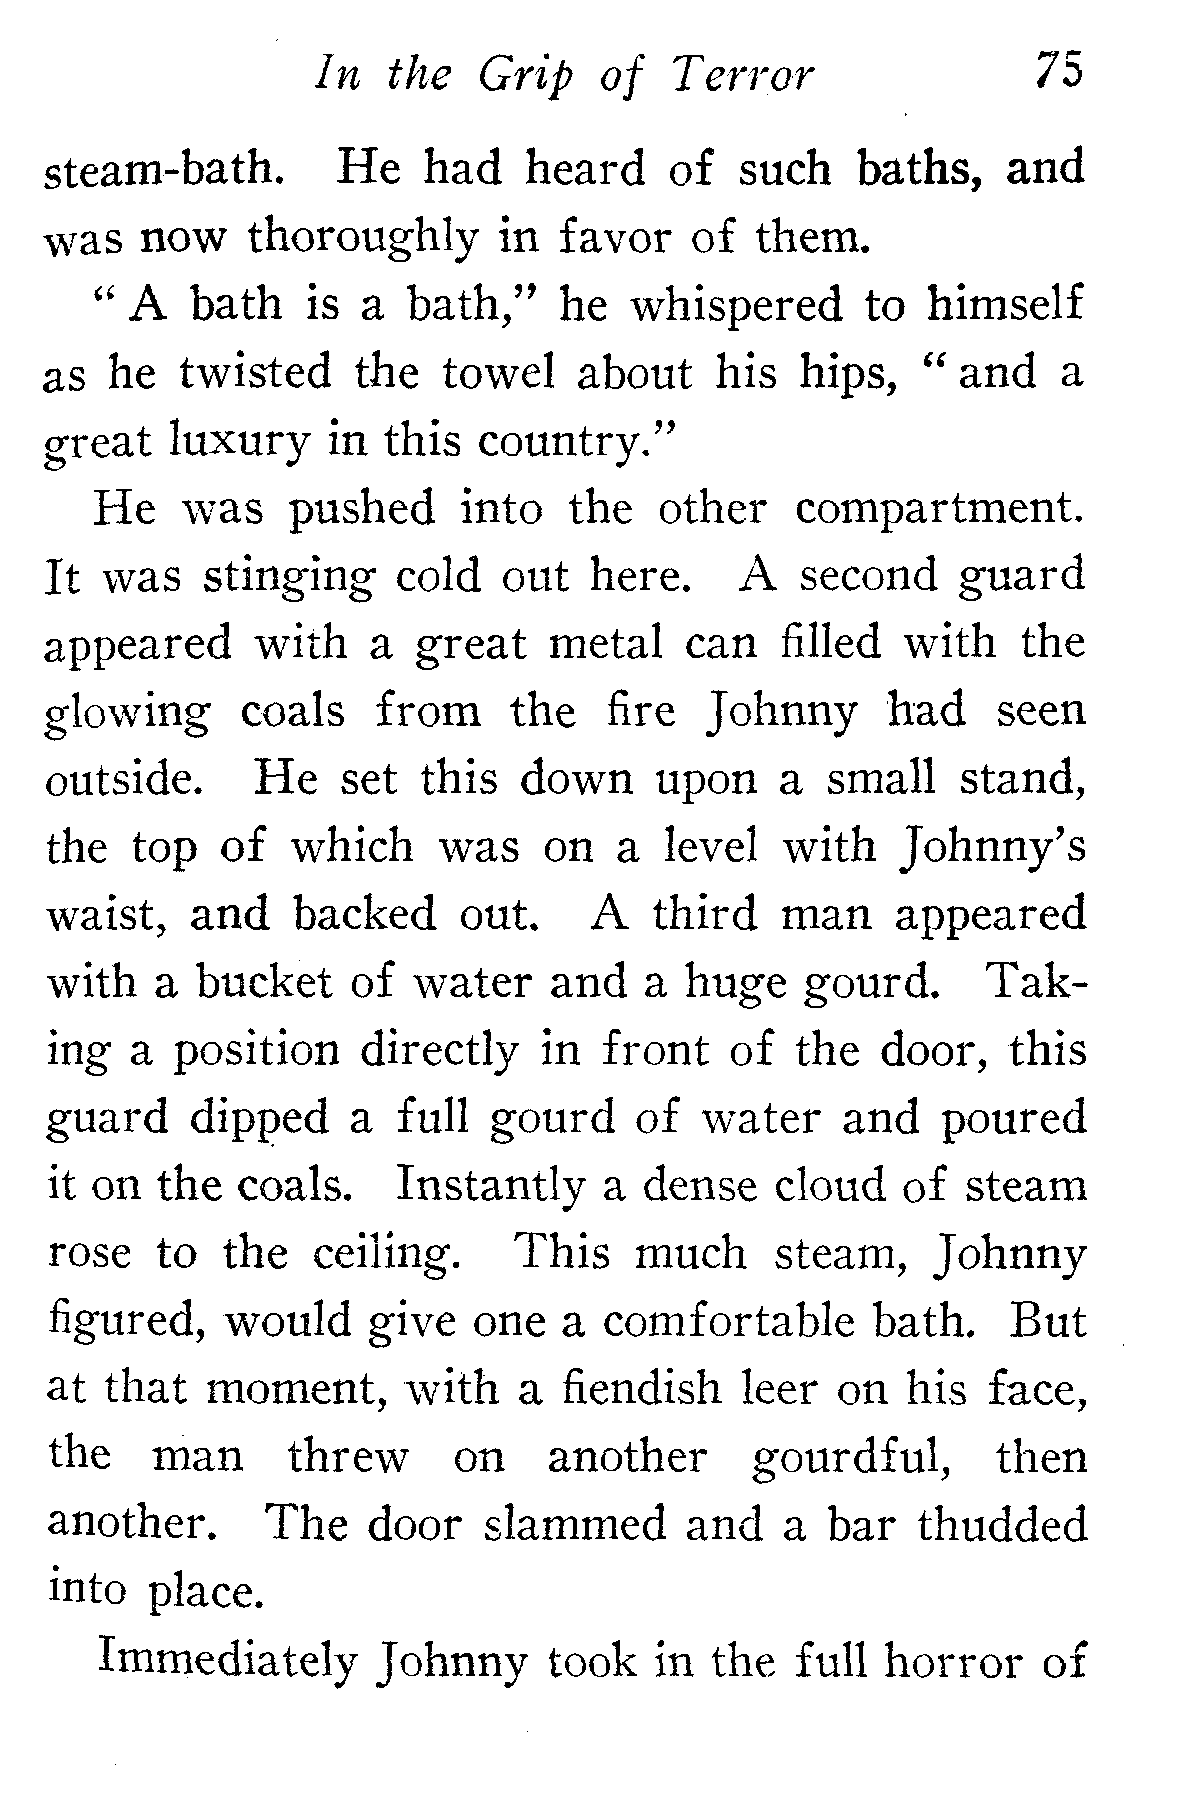 In the Grip of Terror 75
steam-bath. He had heard of such baths, and
was now thoroughly in favor of them.
“ A bath is a bath,” he whispered to himself
as he twisted the towel about his hips, “ and a
great luxury in this country.”
He was pushed into the other compartment.
It was stinging cold out here. A second guard
appeared with a great metal can filled with the
glowing coals from the fire Johnny had seen
outside. He set this down upon a small stand,
the top of which was on a level with Johnny’s
waist, and backed out. A third man appeared
with a bucket of water and a huge gourd. Tak-
ing a position directly in front of the door, this
guard dipped a full gourd of water and poured
it on the coals. Instantly a dense cloud of steam
rose to the ceiling. This much steam, Johnny
figured, would give one a comfortable bath. But
at that moment, with a fiendish leer on his face,
the man threw on another gourdful, then
another. The door slammed and a bar thudded
into place.
Immediately Johnny took in the full horror of